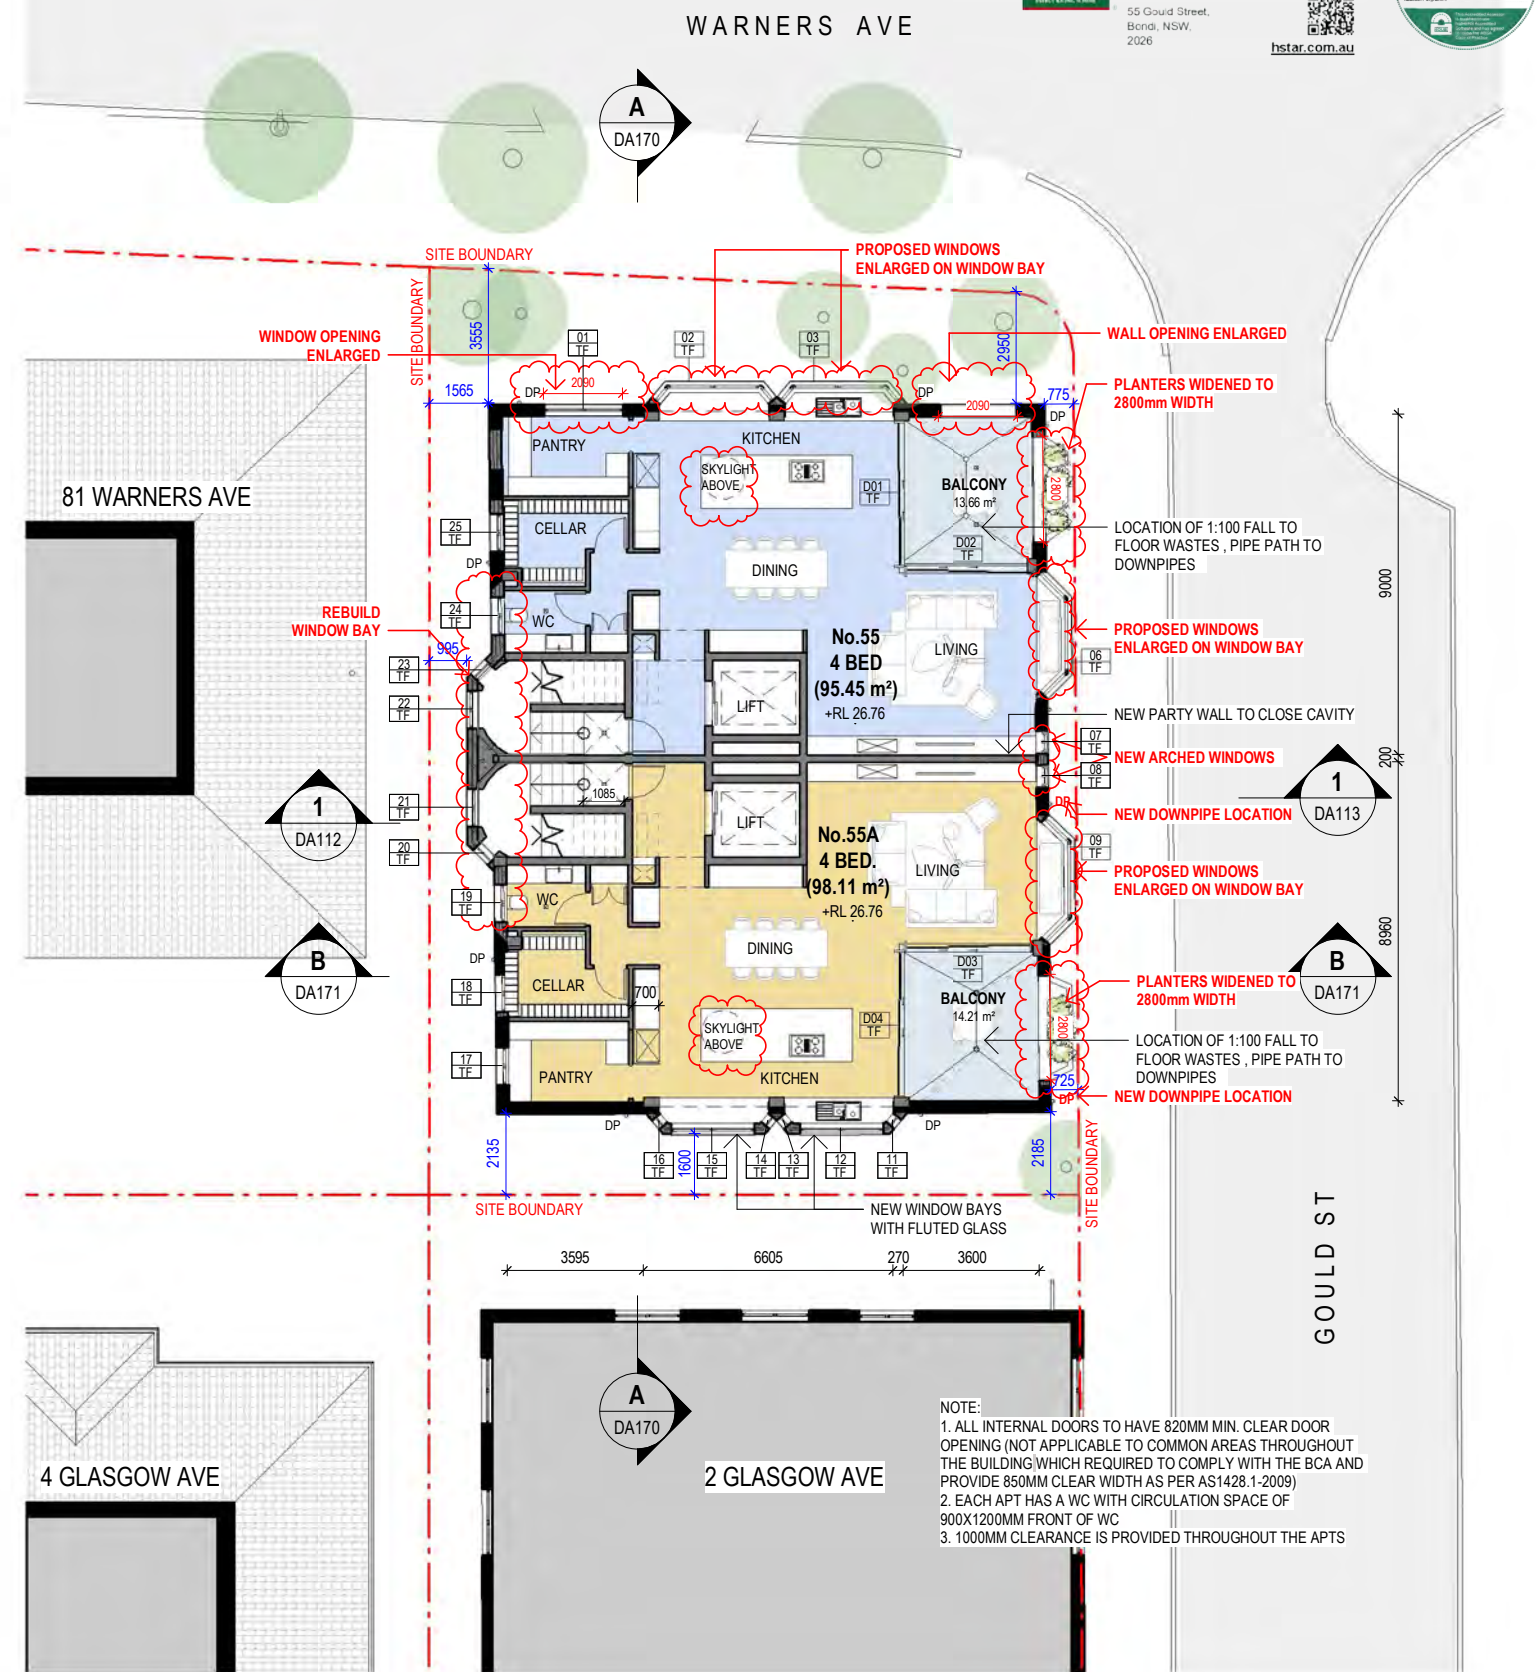 WARNERS AVE
55 Gould Street,
Bondi, NSW,
2026
hstar.com.au
A
DA170
SITE BOUNDARY
SITE BOUNDARY
PROPOSED WINDOWS
ENLARGED ON WINDOW BAY
WINDOW OPENING
ENLARGED
WALL OPENING ENLARGED
PLANTERS WIDENED TO
2800mm WIDTH
3555
2950
1565
775
01
TF
02
TF
03
TF
DP
2090
DP
2090
DP
PANTRY
KITCHEN
SKYLIGHT
ABOVE
D01
TF
BALCONY
13.66 m²
2800
81 WARNERS AVE
25
TF
CELLAR
D02
TF
LOCATION OF 1:100 FALL TO
FLOOR WASTES , PIPE PATH TO
DOWNPIPES
DP
DINING
9000
REBUILD
WINDOW BAY
24
TF
WC
No.55
4 BED
(95.45 m²)
+RL 26.76
LIVING
PROPOSED WINDOWS
ENLARGED ON WINDOW BAY
995
23
TF
06
TF
22
TF
LIFT
NEW PARTY WALL TO CLOSE CAVITY
07
TF
NEW ARCHED WINDOWS
08
TF
200
1
DA112
1
DA113
21
TF
1085
DP
NEW DOWNPIPE LOCATION
LIFT
No.55A
4 BED.
(98.11 m²)
+RL 26.76
LIVING
20
TF
09
TF
PROPOSED WINDOWS
ENLARGED ON WINDOW BAY
19
TF
WC
8960
DINING
B
DA171
B
DA171
DP
D03
TF
18
TF
CELLAR
700
BALCONY
14.21 m²
PLANTERS WIDENED TO
2800mm WIDTH
2800
SKYLIGHT
ABOVE
D04
TF
LOCATION OF 1:100 FALL TO
FLOOR WASTES , PIPE PATH TO
DOWNPIPES
17
TF
PANTRY
KITCHEN
725
DP
NEW DOWNPIPE LOCATION
DP
DP
2135
1600
2185
16
TF
15
TF
14
TF
13
TF
12
TF
11
TF
SITE BOUNDARY
SITE BOUNDARY
NEW WINDOW BAYS
WITH FLUTED GLASS
3595
6605
270
3600
GOULD ST
A
DA170
4 GLASGOW AVE
2 GLASGOW AVE
NOTE:
1. ALL INTERNAL DOORS TO HAVE 820MM MIN. CLEAR DOOR
OPENING (NOT APPLICABLE TO COMMON AREAS THROUGHOUT
THE BUILDING WHICH REQUIRED TO COMPLY WITH THE BCA AND
PROVIDE 850MM CLEAR WIDTH AS PER AS1428.1-2009)
2. EACH APT HAS A WC WITH CIRCULATION SPACE OF
900X1200MM FRONT OF WC
3. 1000MM CLEARANCE IS PROVIDED THROUGHOUT THE APTS